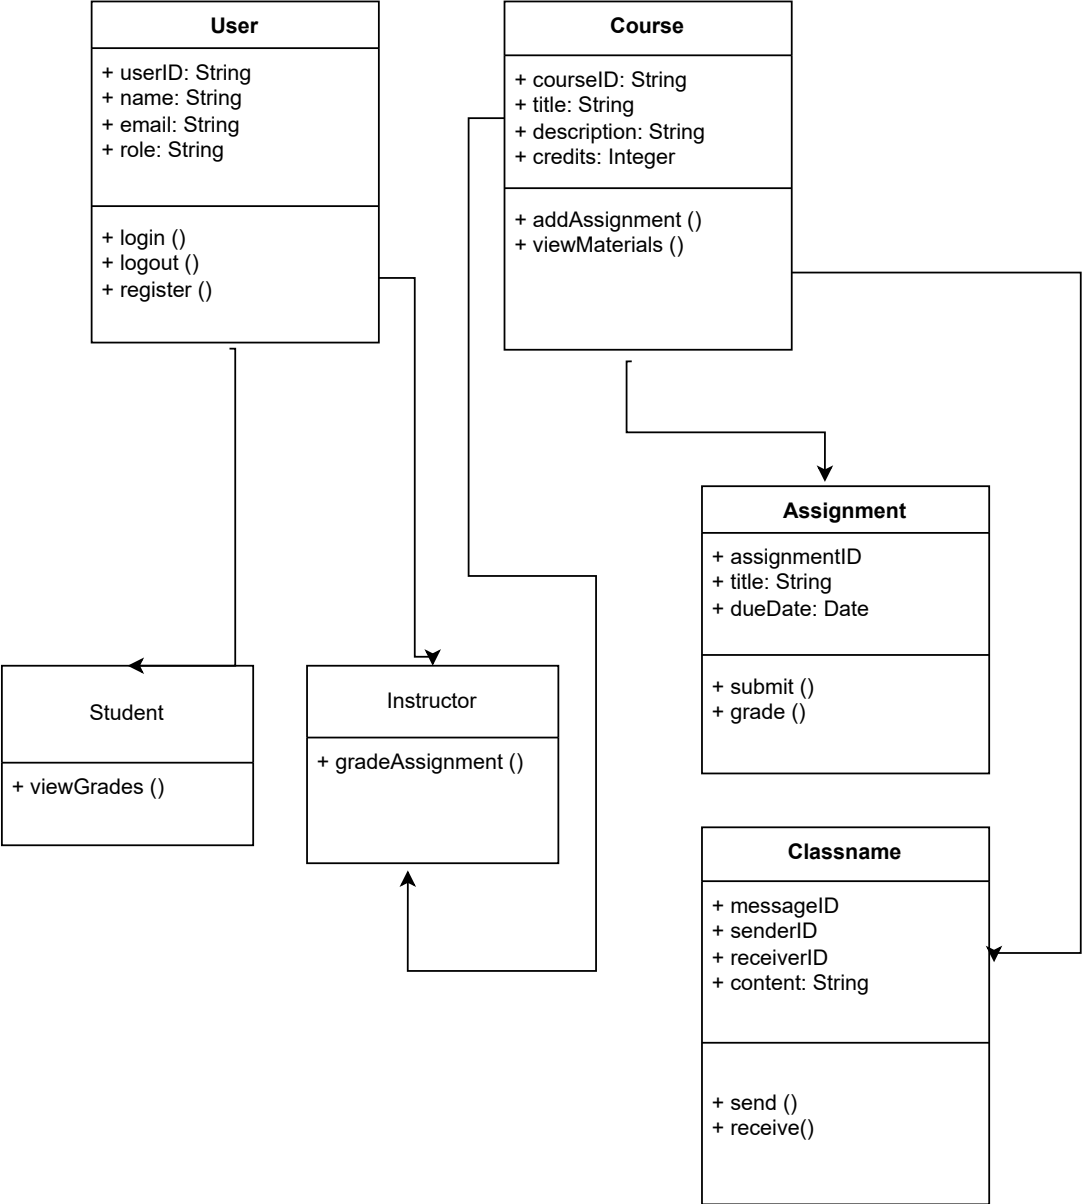 User
+ userID: String
+ name: String
+ email: String
+ role: String
+ login ()
+ logout ()
+ register ()
Course
+ courseID: String
+ title: String
+ description: String
+ credits: Integer
+ addAssignment ()
+ viewMaterials ()
Assignment
+ assignmentID
+ title: String
+ dueDate: Date
+ submit ()
+ grade ()
Student
+ viewGrades ()
Instructor
+ gradeAssignment ()
Classname
+ messageID
+ senderID
+ receiverID
+ content: String
+ send ()
+ receive()